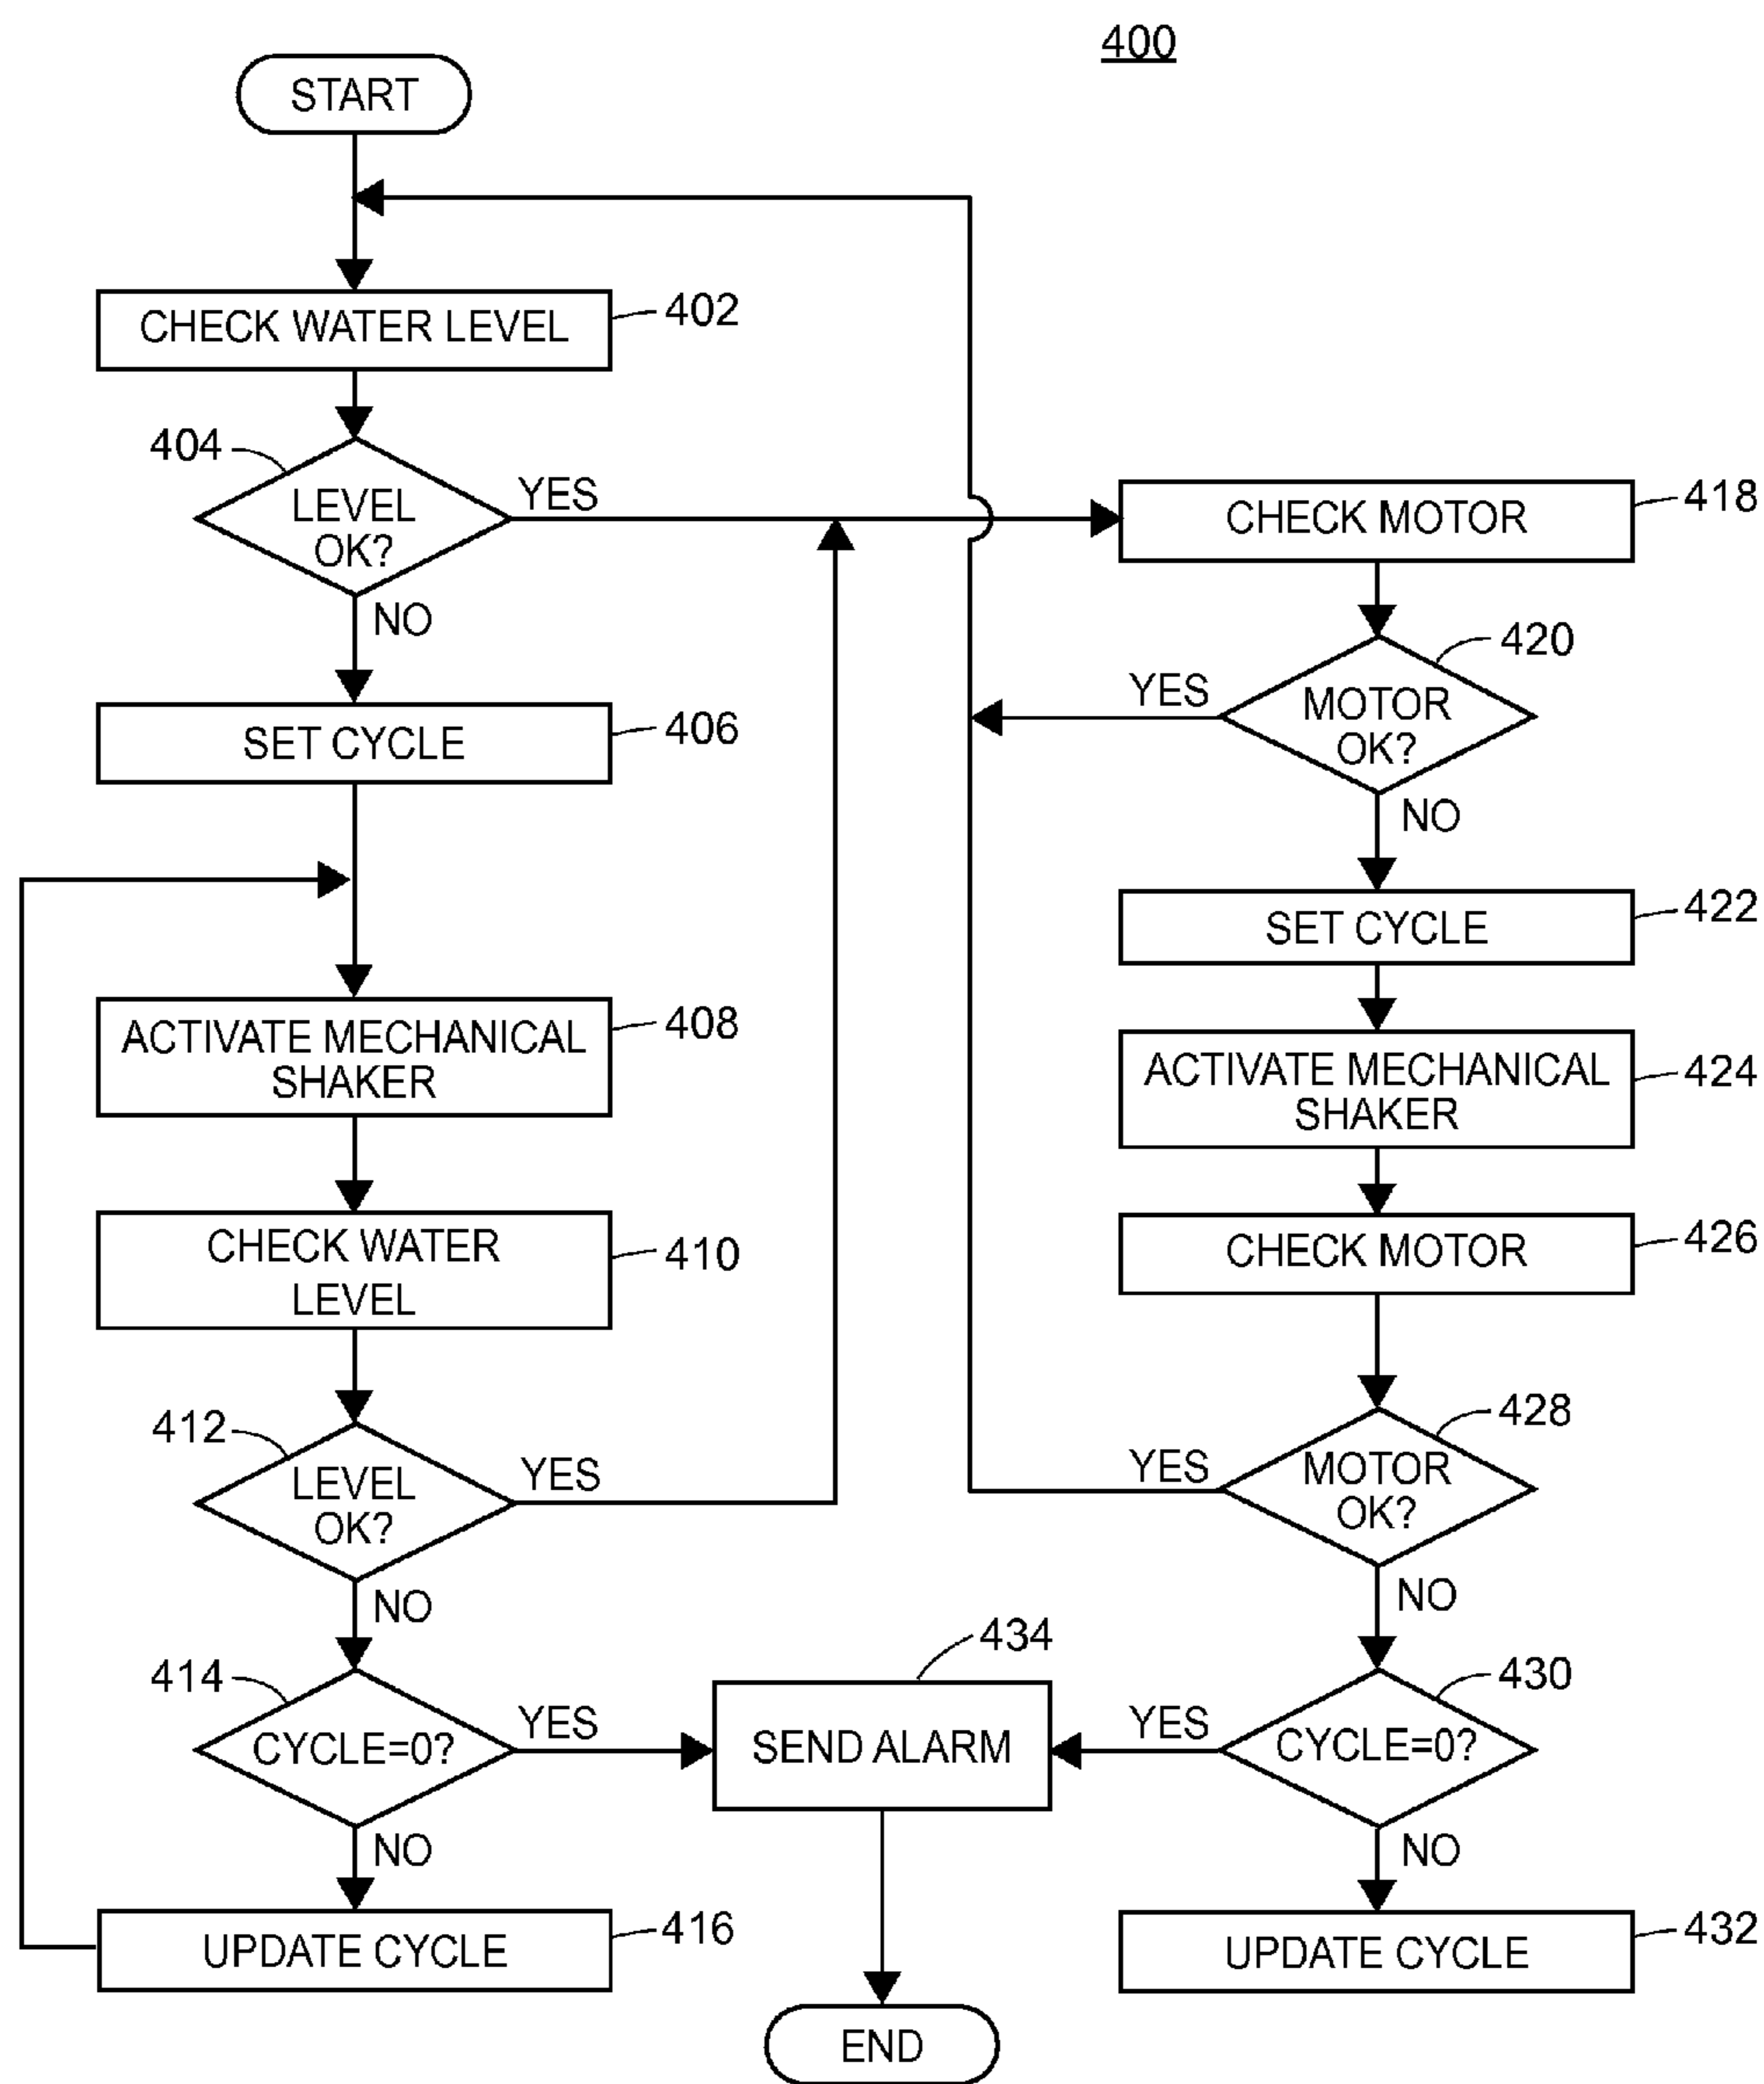 400
START
CHECK WATER LEVEL
402
404
LEVEL
OK?
YES
NO
SET CYCLE
406
ACTIVATE MECHANICAL
SHAKER
408
CHECK WATER
LEVEL
410
412
LEVEL
OK?
YES
NO
414
CYCLE=0?
YES
NO
UPDATE CYCLE
416
CHECK MOTOR
418
420
MOTOR
OK?
YES
NO
SET CYCLE
422
ACTIVATE MECHANICAL
SHAKER
424
CHECK MOTOR
426
428
MOTOR
OK?
YES
NO
430
CYCLE=0?
YES
NO
UPDATE CYCLE
432
434
SEND ALARM
END